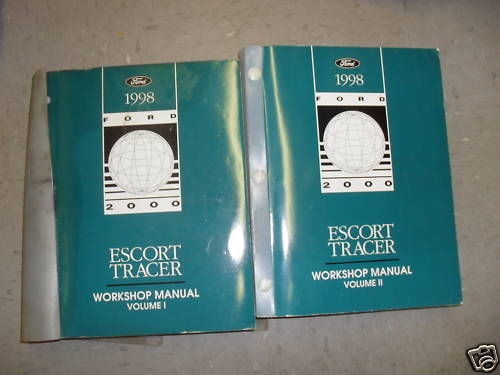 Ford
1998
FORD
2000
ESCORT
TRACER
WORKSHOP MANUAL
VOLUME I
Ford
1998
FORD
2000
ESCORT
TRACER
WORKSHOP MANUAL
VOLUME II